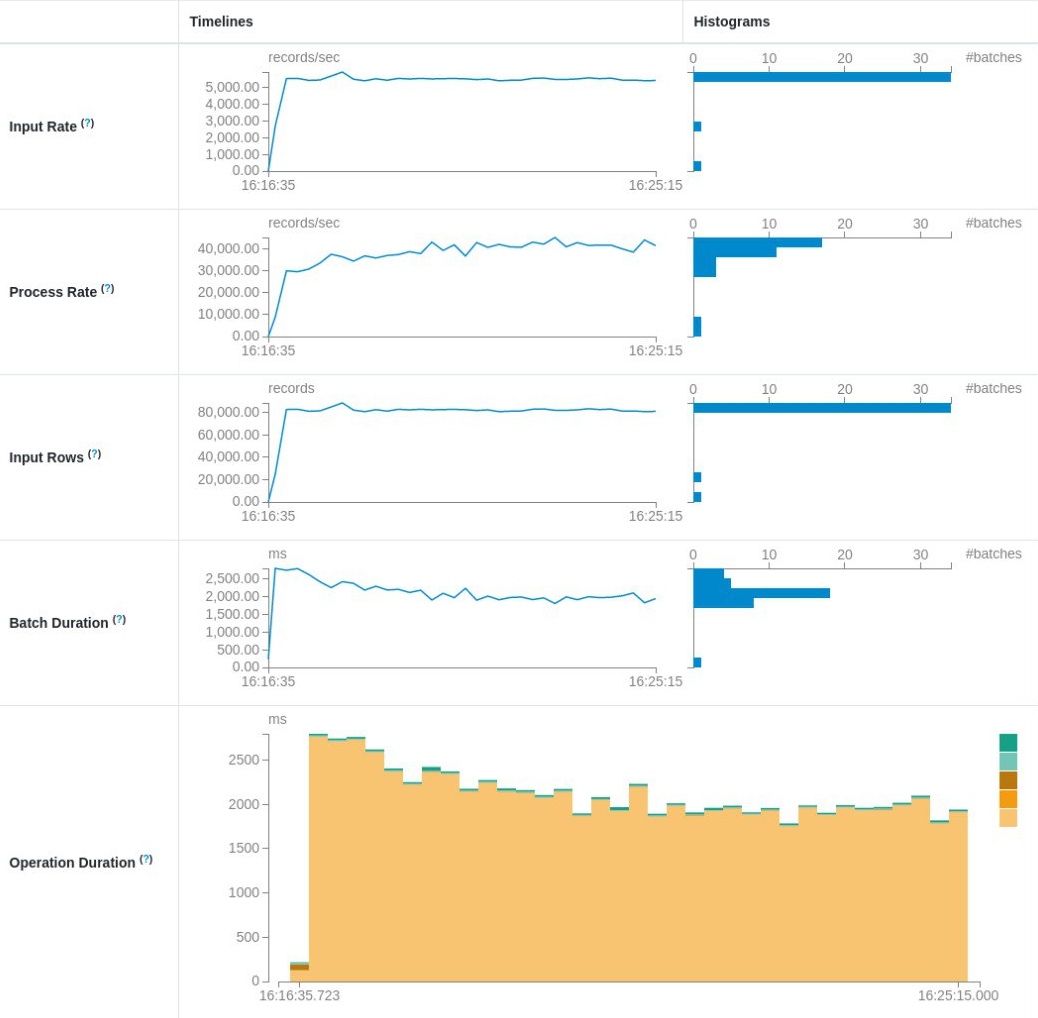 Timelines Histograms
Input Rate (?)
records/sec
5,000.00
4,000.00
3,000.00
2,000.00
1,000.00
0.00
16:16:35 16:25:15
0 10 20 30 #batches
Process Rate (?)
records/sec
40,000.00
30,000.00
20,000.00
10,000.00
0.00
16:16:35 16:25:15
0 10 20 30 #batches
Input Rows (?)
records
80,000.00
60,000.00
40,000.00
20,000.00
0.00
16:16:35 16:25:15
0 10 20 30 #batches
Batch Duration (?)
ms
2,500.00
2,000.00
1,500.00
1,000.00
500.00
0.00
16:16:35 16:25:15
0 10 20 30 #batches
Operation Duration (?)
ms
2500
2000
1500
1000
500
0
16:16:35.723 16:25:15.000